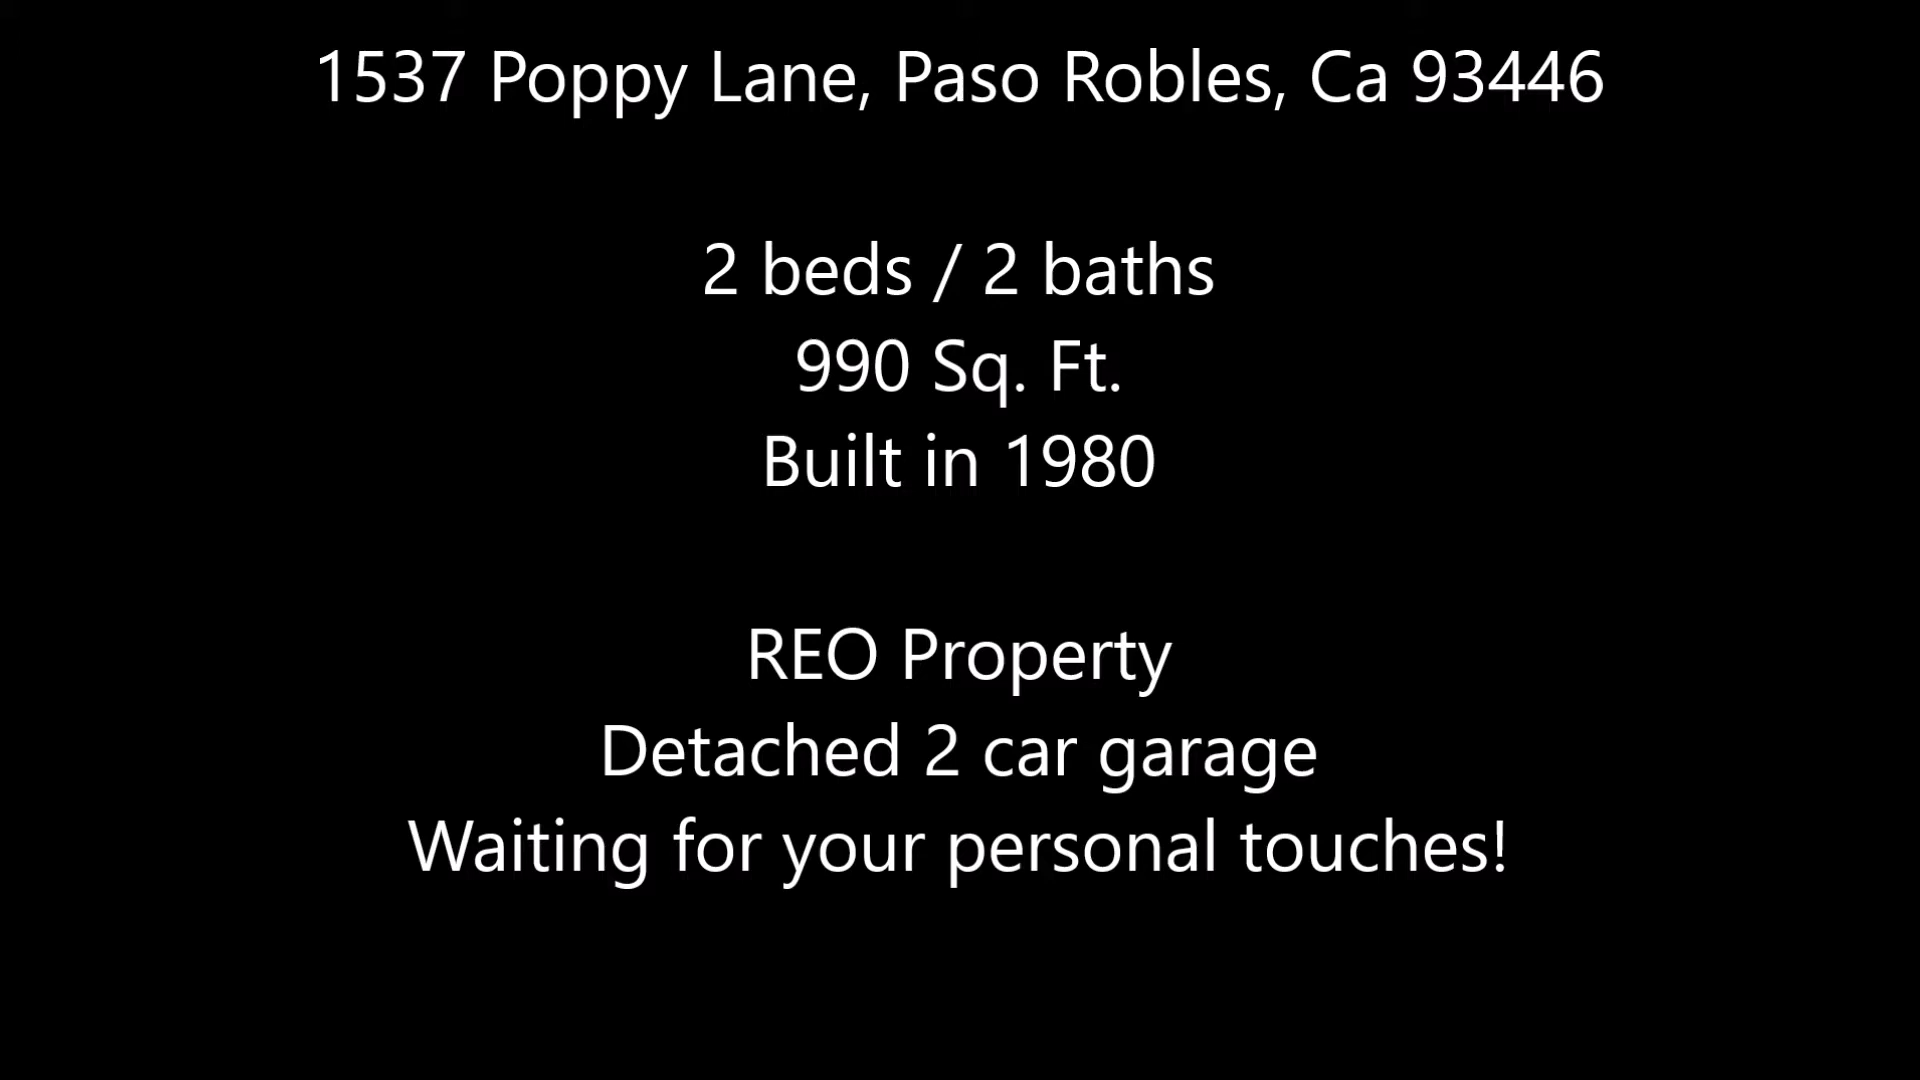 1537 Poppy Lane, Paso Robles, Ca 93446
2 beds / 2 baths
990 Sq. Ft.
Built in 1980
REO Property
Detached 2 car garage
Waiting for your personal touches!